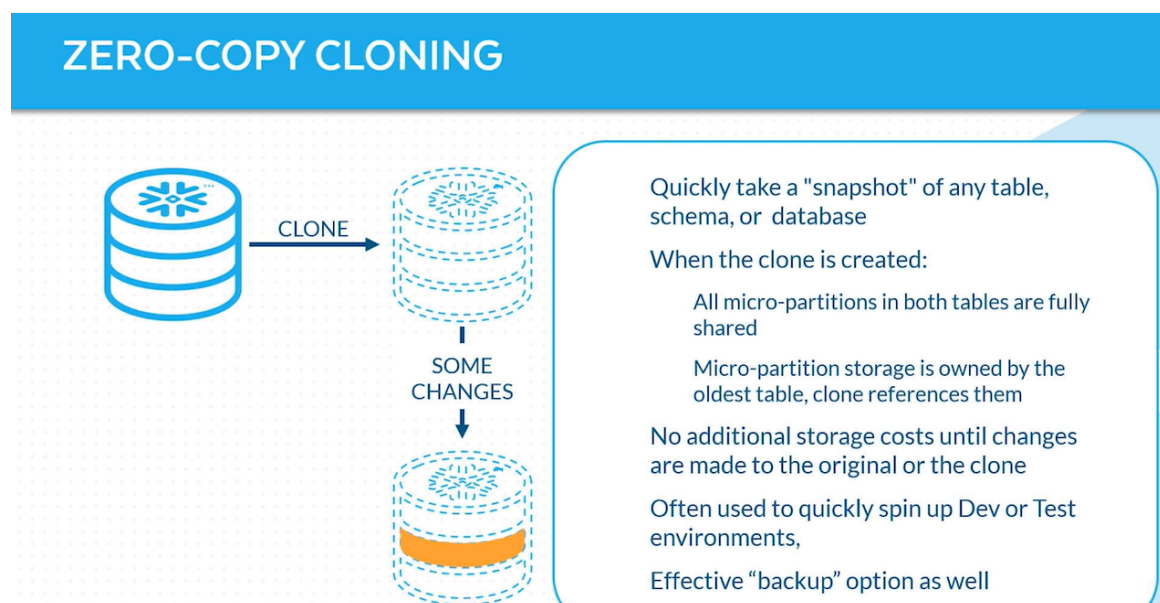 ZERO-COPY CLONING
CLONE
SOME
CHANGES
Quickly take a "snapshot" of any table,
schema, or database
When the clone is created:
All micro-partitions in both tables are fully
shared
Micro-partition storage is owned by the
oldest table, clone references them
No additional storage costs until changes
are made to the original or the clone
Often used to quickly spin up Dev or Test
environments,
Effective “backup” option as well